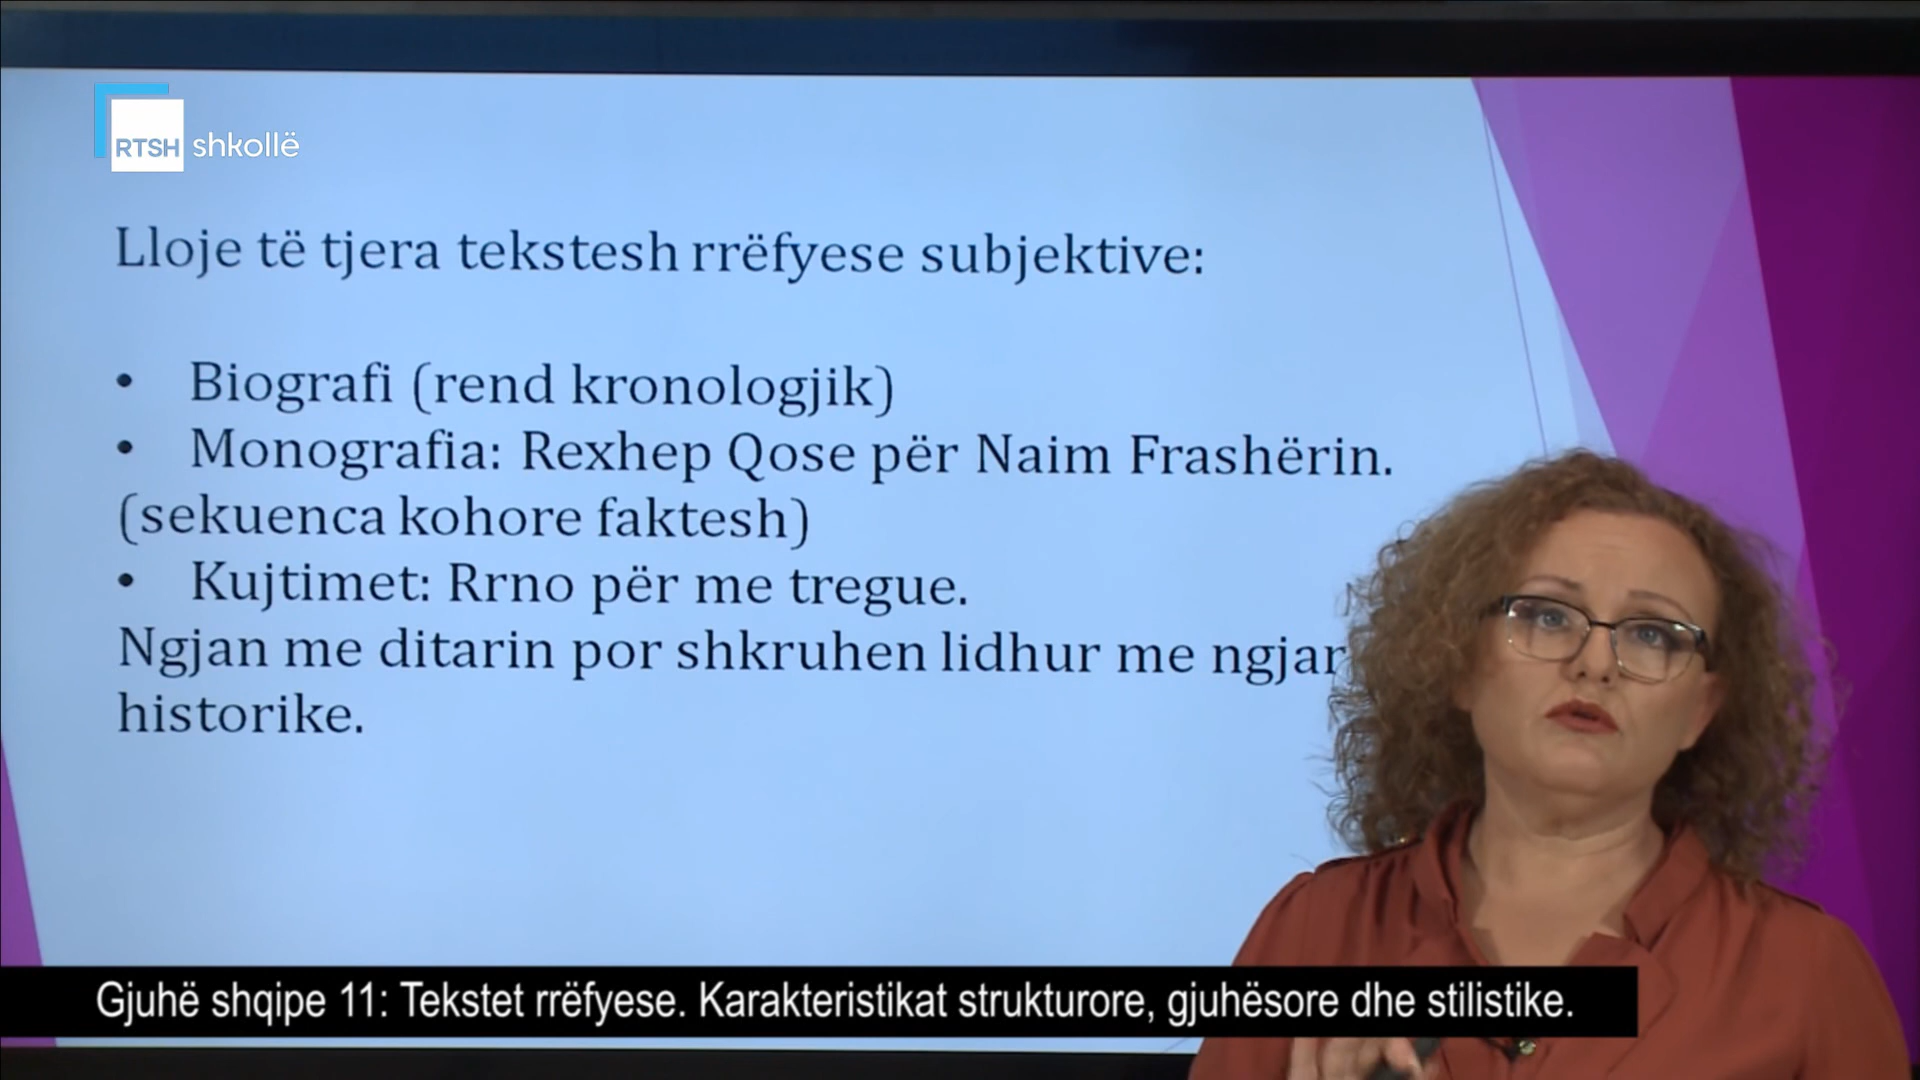 RTSH shkollë
Lloje të tjera tekstesh rrëfyese subjektive:
• Biografi (rend kronologjik)
• Monografia: Rexhep Qose për Naim Frashërin.
(sekuenca kohore faktesh)
• Kujtimet: Rrno për me tregue.
Ngjan me ditarin por shkruhen lidhur me
historike.
Gjuhë shqipe 11: Tekstet rrëfyese. Karakteristikat strukturore, gjuhësore dhe stilistike.